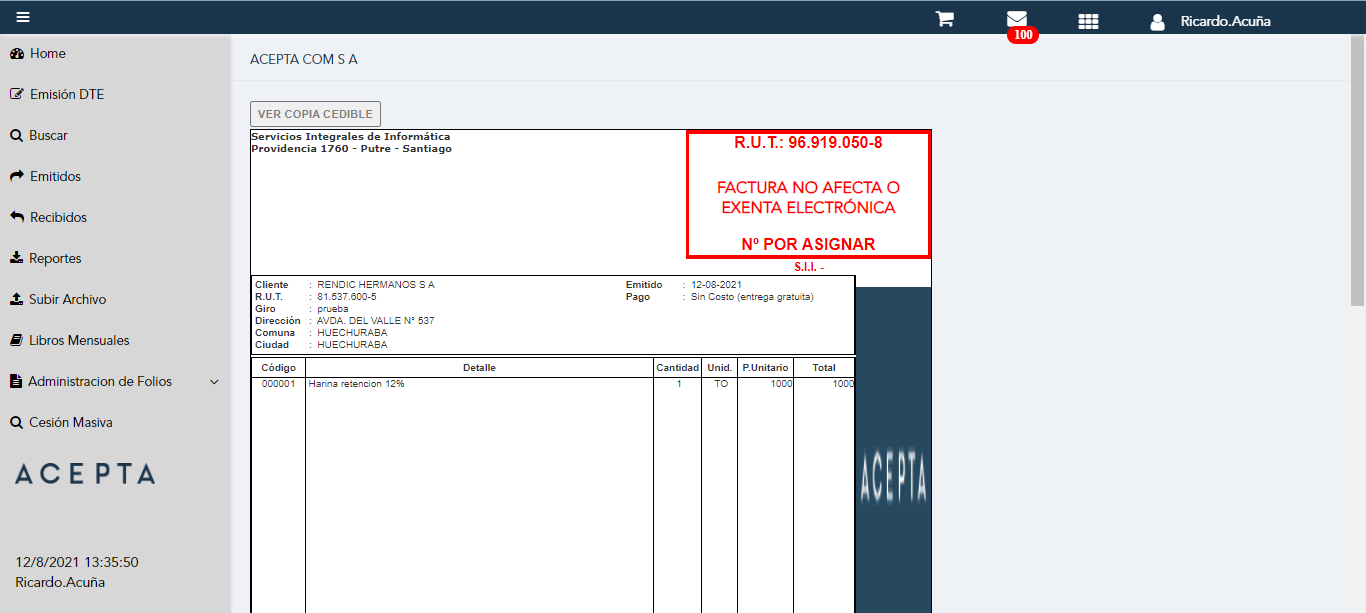 100
Ricardo.Acuña
Home
Emisión DTE
Buscar
Emitidos
Recibidos
Reportes
Subir Archivo
Libros Mensuales
Administracion de Folios
Cesión Masiva
ACEPTA
12/8/2021 13:35:50
Ricardo.Acuña
ACEPTA COM S A
VER COPIA CEDIBLE
Servicios Integrales de Informática
Providencia 1760 - Putre - Santiago
R.U.T.: 96.919.050-8
FACTURA NO AFECTA O
EXENTA ELECTRÓNICA
Nº POR ASIGNAR
S.I.I. -
Cliente : RENDIC HERMANOS S A Emitido : 12-08-2021
R.U.T. : 81.537.600-5 Pago : Sin Costo (entrega gratuita)
Giro : prueba
Dirección : AVDA. DEL VALLE N° 537
Comuna : HUECHURABA
Ciudad : HUECHURABA
Código Detalle Cantidad Unid. P.Unitario Total
000001 Harina retencion 12% 1 TO 1000 1000
ACEPTA